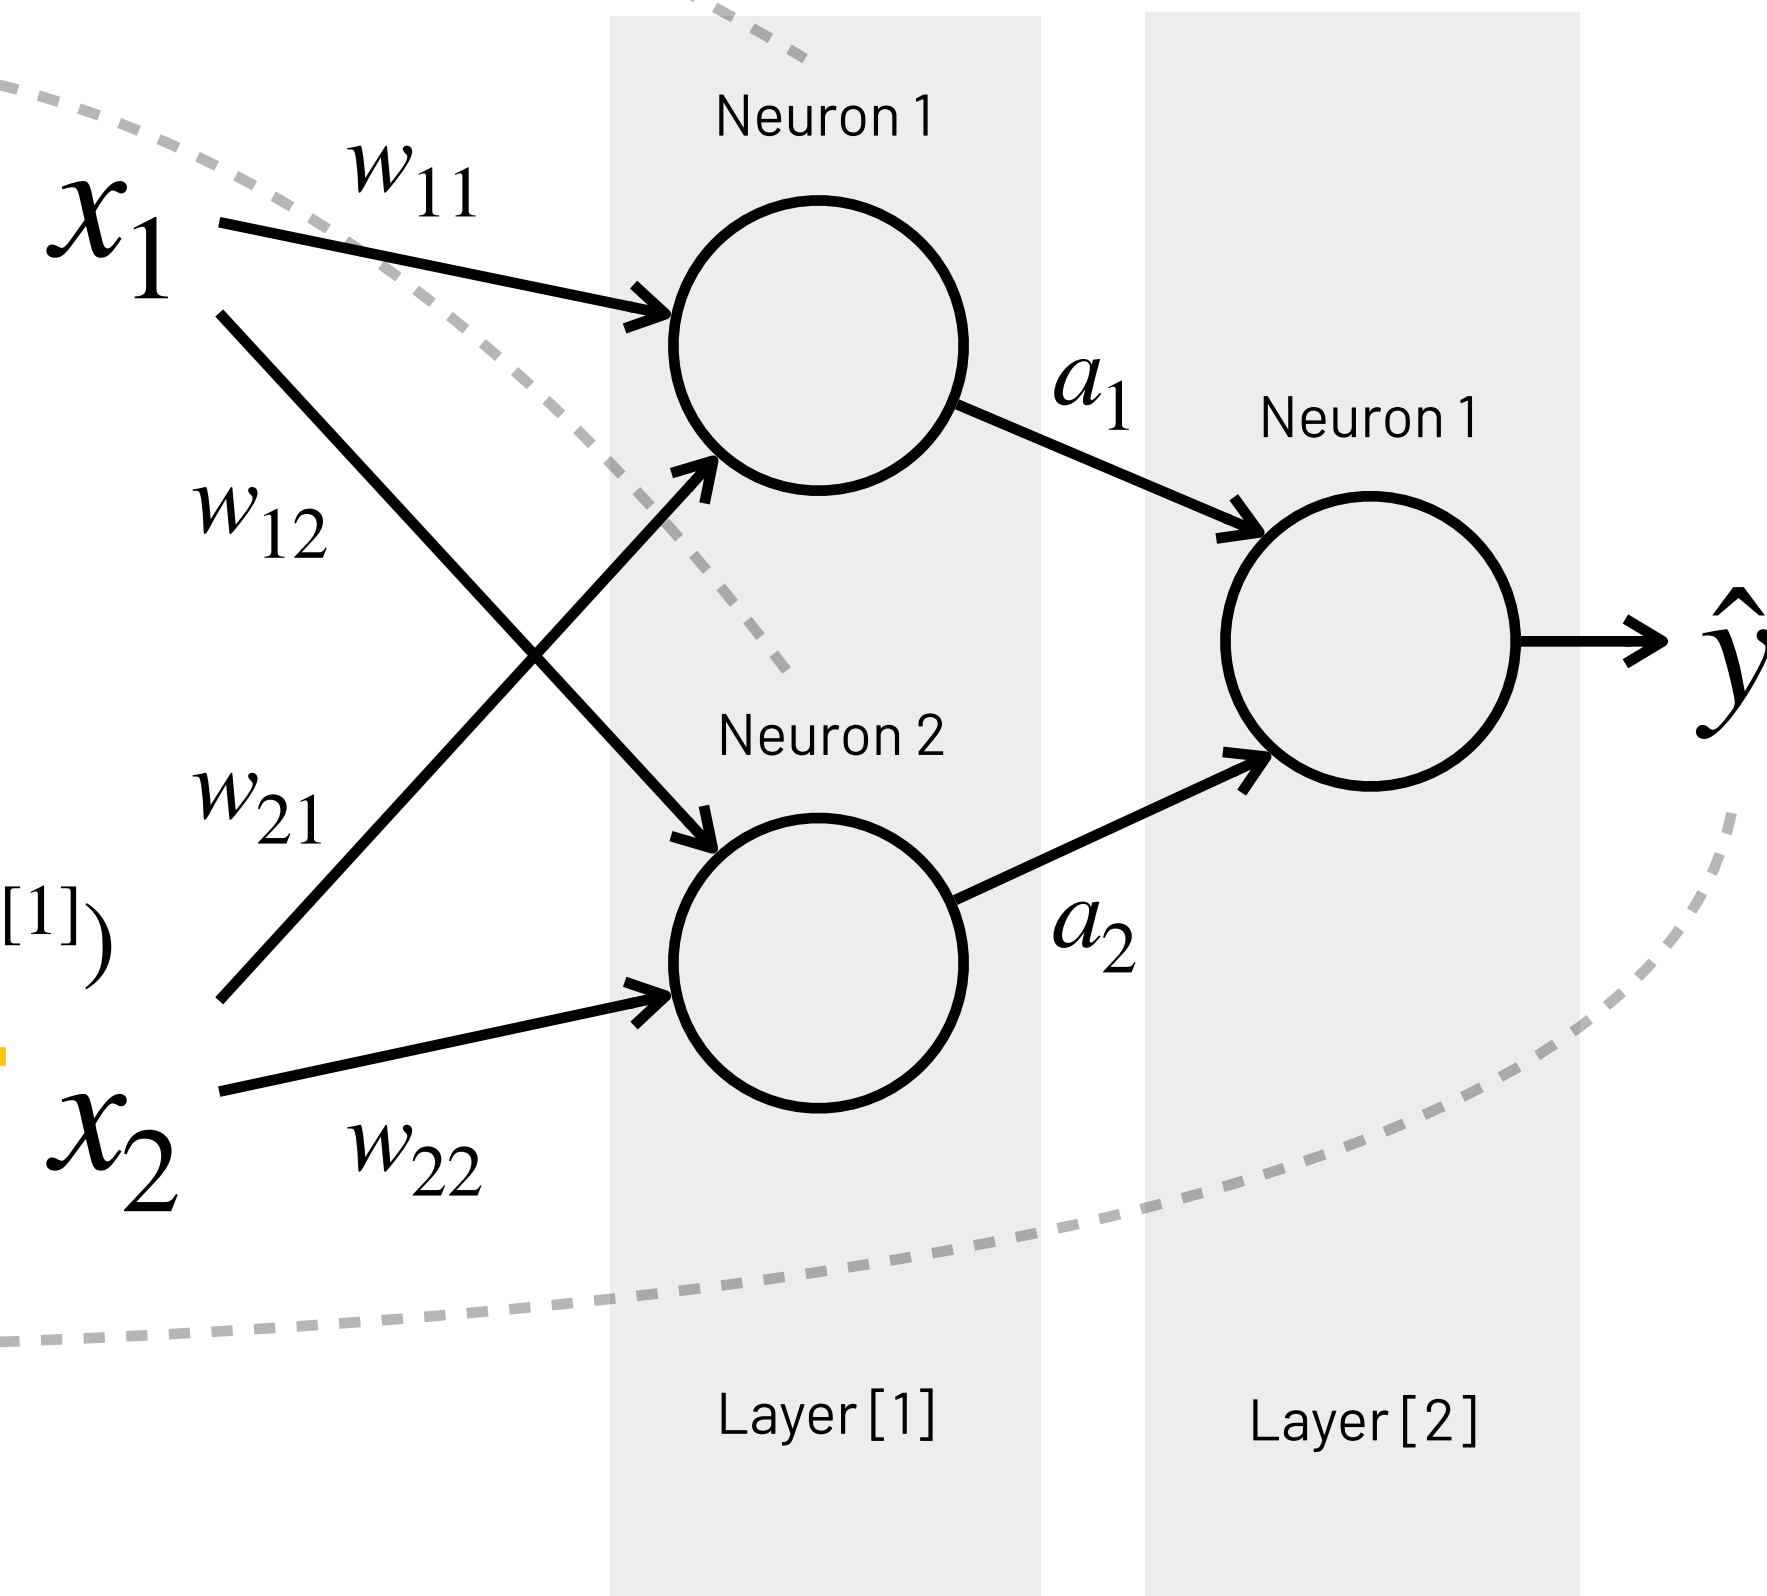 Neuron 1
w₁₁
x₁
a₁
Neuron 1
w₁₂
ŷ
Neuron 2
w₂₁
[1])
a₂
x₂
w₂₂
Layer [1]
Layer [2]